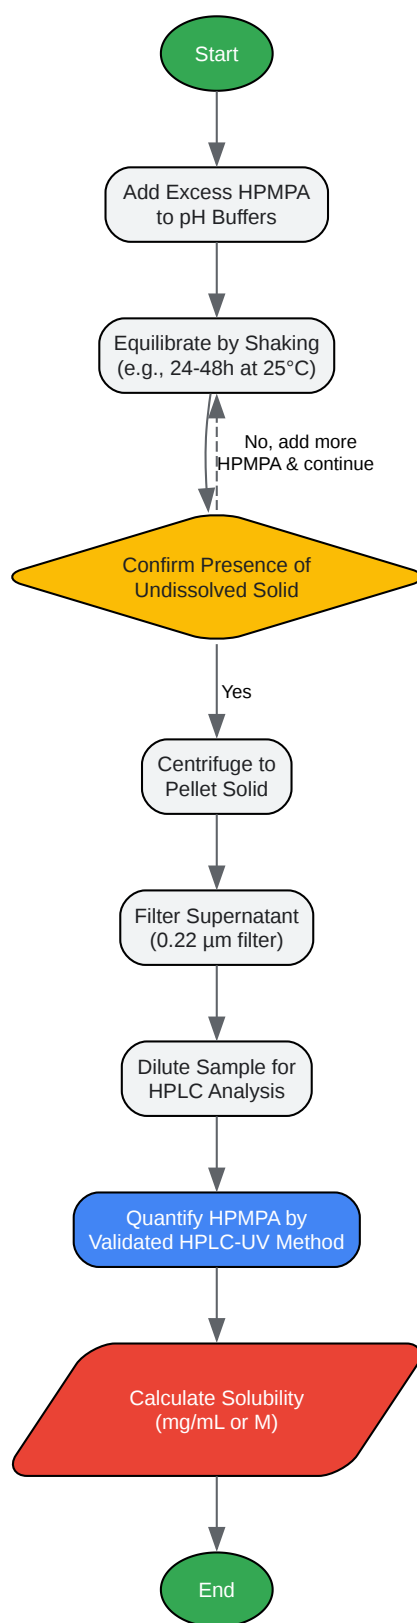 Start
Add Excess HPMPA
to pH Buffers
Equilibrate by Shaking
(e.g., 24-48h at 25°C)
No, add more
HPMPA & continue
Confirm Presence of
Undissolved Solid
Yes
Centrifuge to
Pellet Solid
Filter Supernatant
(0.22 µm filter)
Dilute Sample for
HPLC Analysis
Quantify HPMPA by
Validated HPLC-UV Method
Calculate Solubility
(mg/mL or M)
End